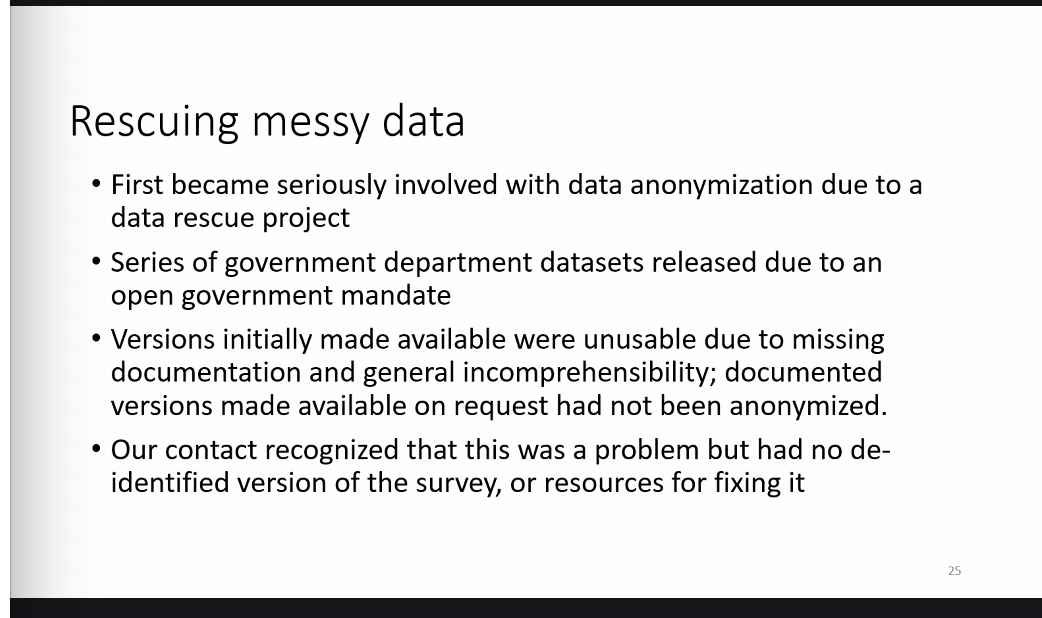 Rescuing messy data
• First became seriously involved with data anonymization due to a
data rescue project
• Series of government department datasets released due to an
open government mandate
• Versions initially made available were unusable due to missing
documentation and general incomprehensibility; documented
versions made available on request had not been anonymized.
• Our contact recognized that this was a problem but had no de-
identified version of the survey, or resources for fixing it
25